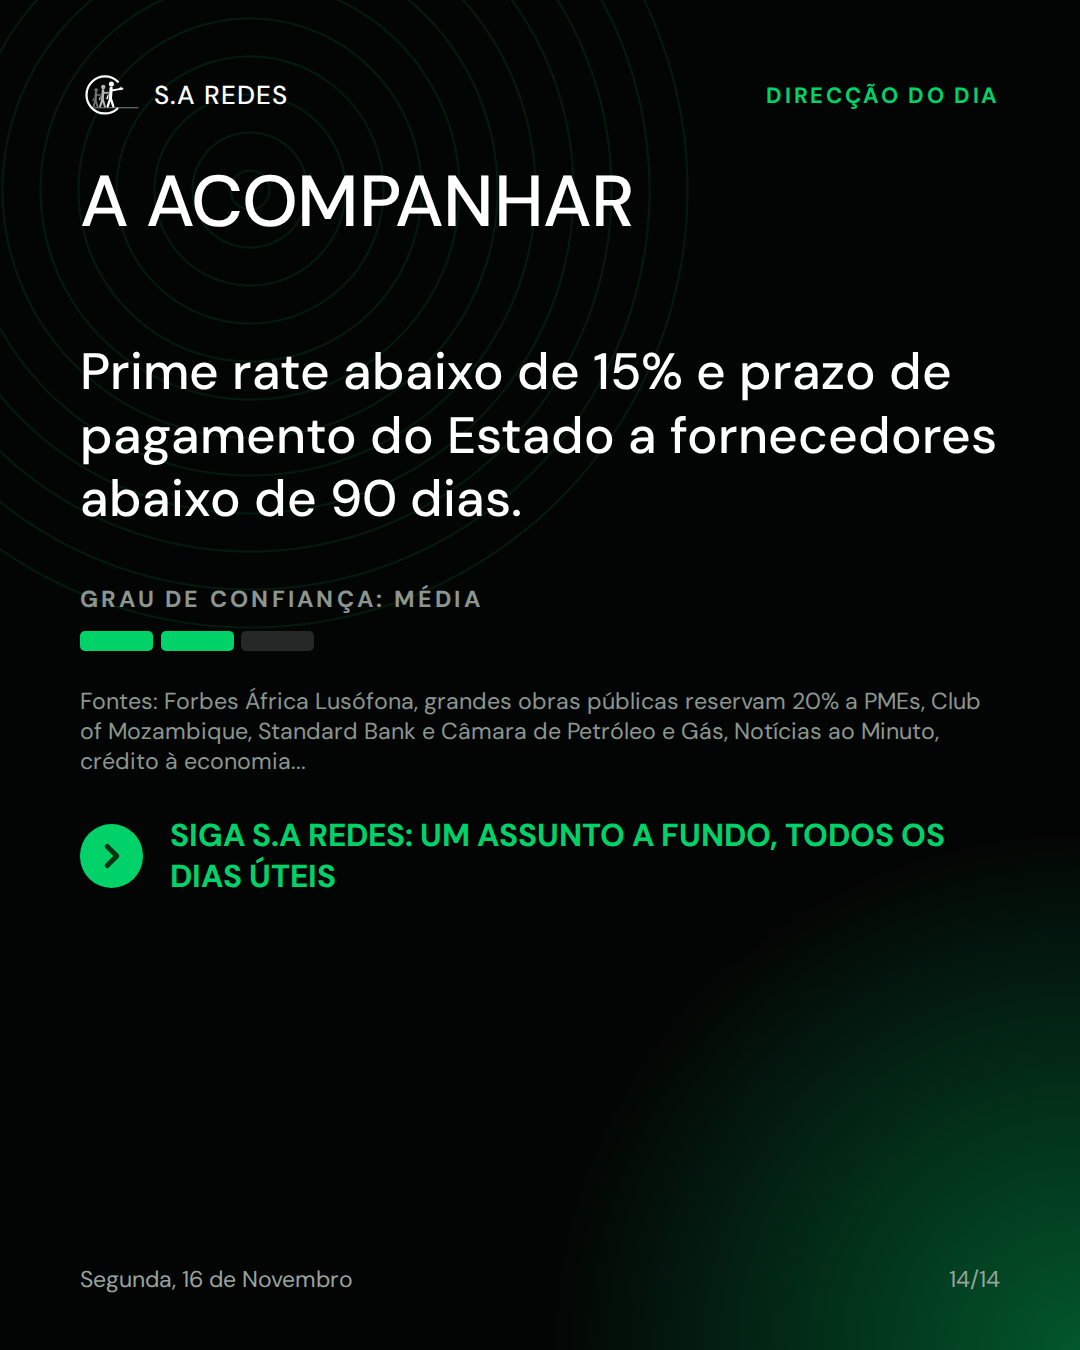 S.A REDES
DIRECÇÃO DO DIA
A ACOMPANHAR
Prime rate abaixo de 15% e prazo de
pagamento do Estado a fornecedores
abaixo de 90 dias.
GRAU DE CONFIANÇA: MÉDIA
Fontes: Forbes África Lusófona, grandes obras públicas reservam 20% a PMEs, Club
of Mozambique, Standard Bank e Câmara de Petróleo e Gás, Notícias ao Minuto,
crédito à economia...
SIGA S.A REDES: UM ASSUNTO A FUNDO, TODOS OS
DIAS ÚTEIS
Segunda, 16 de Novembro
14/14